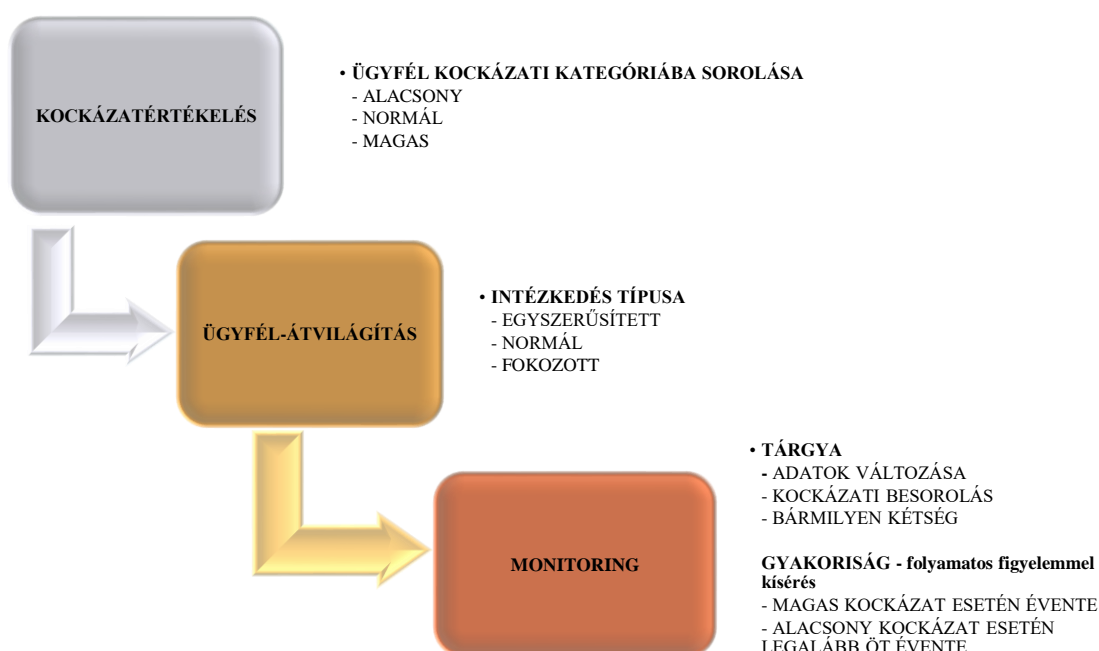 KOCKÁZATÉRTÉKELÉS
• ÜGYFÉL KOCKÁZATI KATEGÓRIÁBA SOROLÁSA
- ALACSONY
- NORMÁL
- MAGAS
ÜGYFÉL-ÁTVILÁGÍTÁS
• INTÉZKEDÉS TÍPUSA
- EGYSZERŰSÍTETT
- NORMÁL
- FOKOZOTT
MONITORING
• TÁRGYA
- ADATOK VÁLTOZÁSA
- KOCKÁZATI BESOROLÁS
- BÁRMILYEN KÉTSÉG
GYAKORISÁG - folyamatos figyelemmel
kísérés
- MAGAS KOCKÁZAT ESETÉN ÉVENTE
- ALACSONY KOCKÁZAT ESETÉN
LEGALÁBB ÖT ÉVENTE